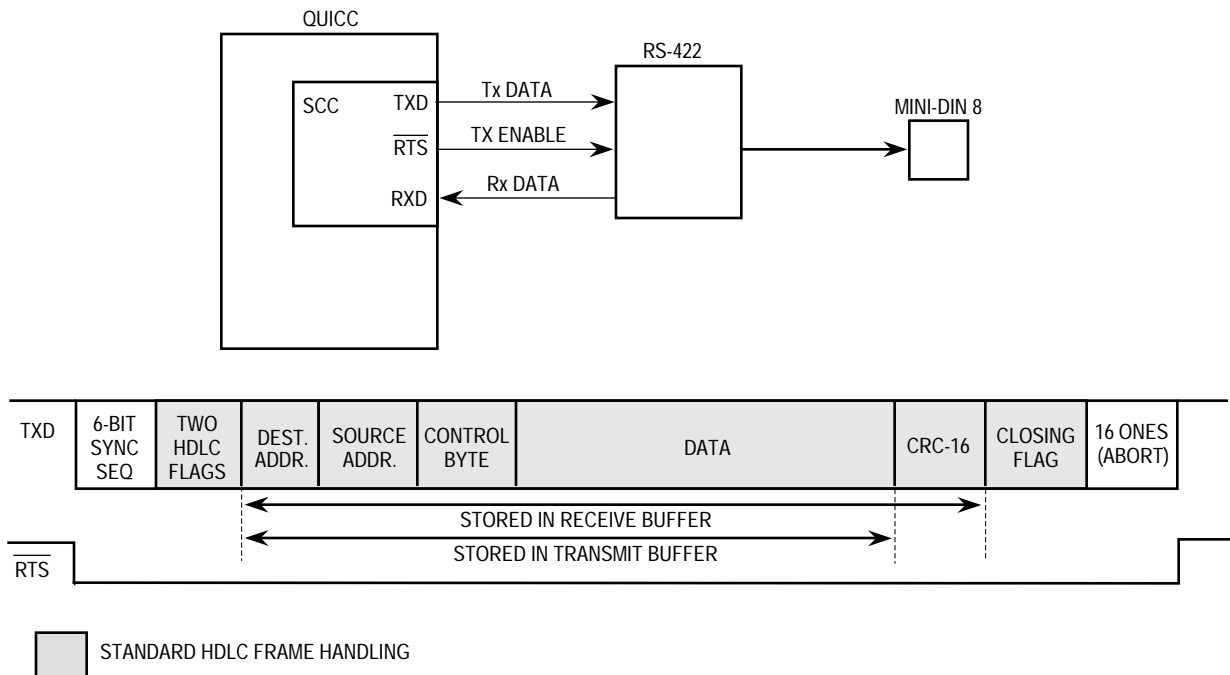 QUICC
SCC
TXD
RTS
RXD
Tx DATA
TX ENABLE
Rx DATA
RS-422
MINI-DIN 8
TXD
6-BIT
SYNC
SEQ
TWO
HDLC
FLAGS
DEST.
ADDR.
SOURCE
ADDR.
CONTROL
BYTE
DATA
CRC-16
CLOSING
FLAG
16 ONES
(ABORT)
STORED IN RECEIVE BUFFER
STORED IN TRANSMIT BUFFER
RTS
STANDARD HDLC FRAME HANDLING